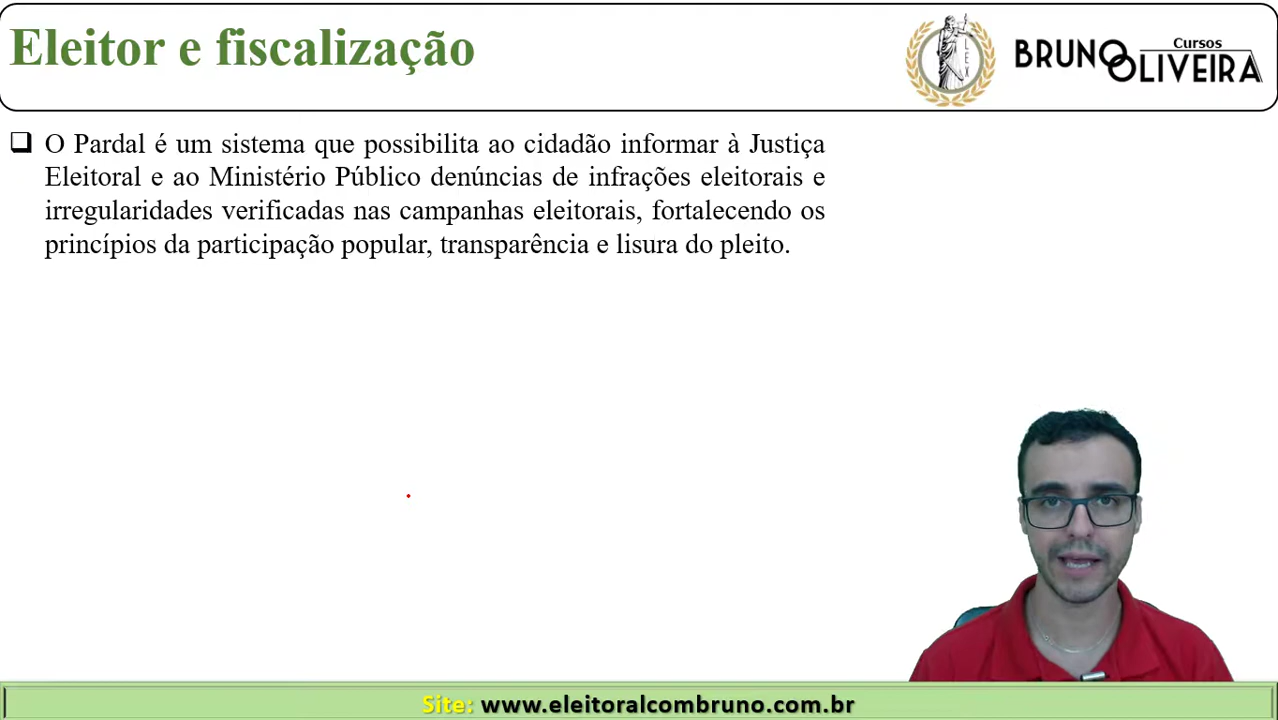 Eleitor e fiscalização
LEX
Cursos
BRUNO
OLIVEIRA
❑ O Pardal é um sistema que possibilita ao cidadão informar à Justiça
Eleitoral e ao Ministério Público denúncias de infrações eleitorais e
irregularidades verificadas nas campanhas eleitorais, fortalecendo os
princípios da participação popular, transparência e lisura do pleito.
Site: www.eleitoralcombruno.com.br